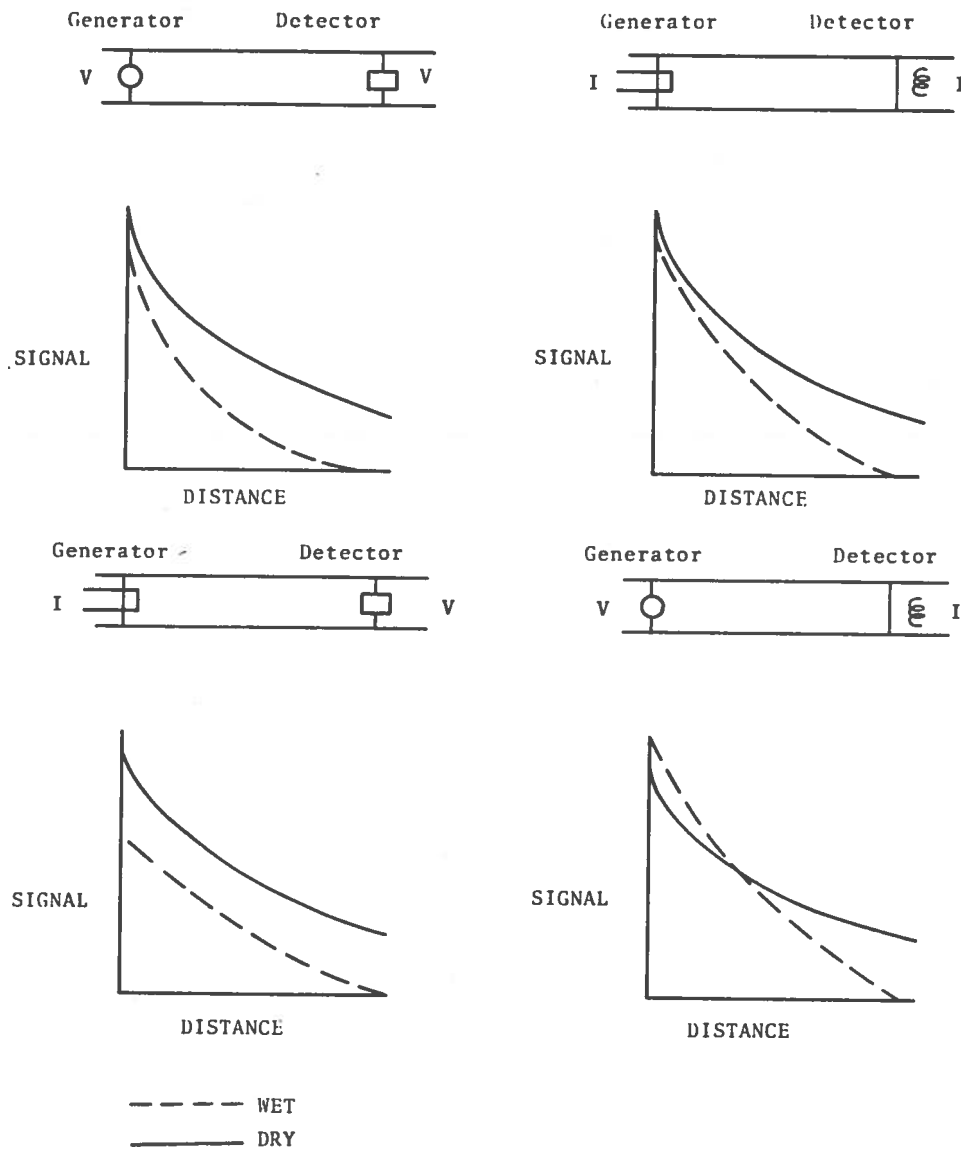 Generator Detector
V V
SIGNAL
DISTANCE
Generator Detector
I I
SIGNAL
DISTANCE
Generator Detector
I V
SIGNAL
DISTANCE
Generator Detector
V I
SIGNAL
DISTANCE
WET
DRY